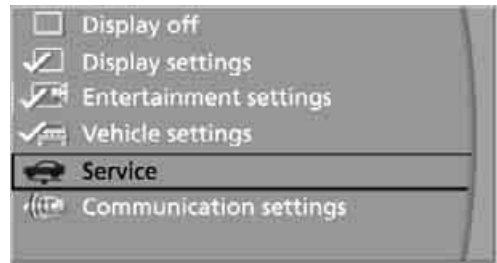 Display off
Display settings
Entertainment settings
Vehicle settings
Service
Communication settings